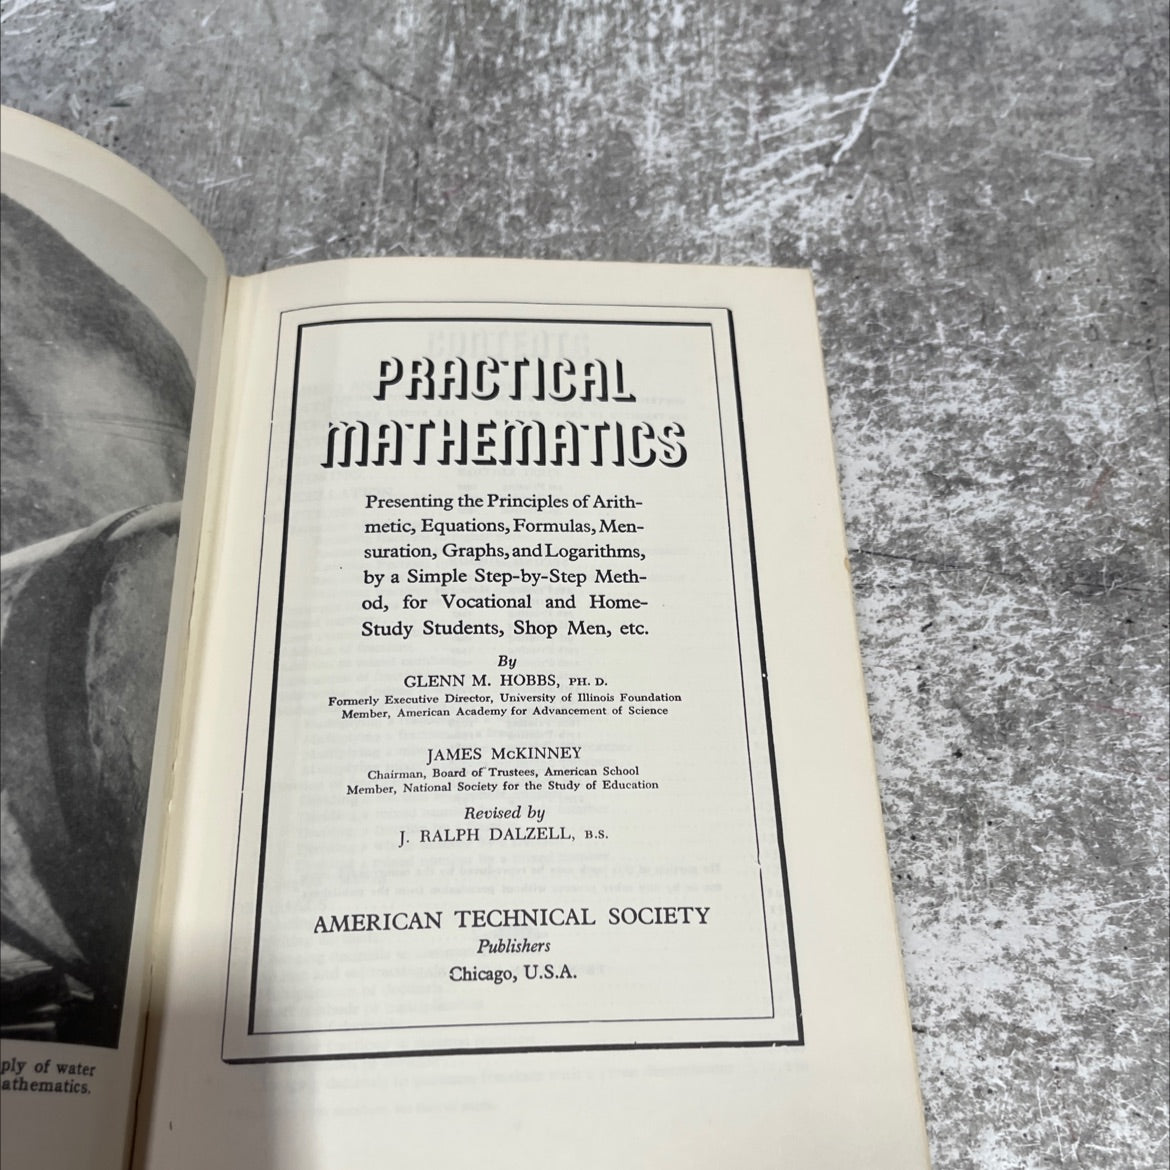 PRACTICAL
MATHEMATICS
Presenting the Principles of Arith-
metic, Equations, Formulas, Men-
suration, Graphs, and Logarithms,
by a Simple Step-by-Step Meth-
od, for Vocational and Home-
Study Students, Shop Men, etc.
By
GLENN M. HOBBS, PH. D.
Formerly Executive Director, University of Illinois Foundation
Member, American Academy for Advancement of Science
JAMES McKINNEY
Chairman, Board of Trustees, American School
Member, National Society for the Study of Education
Revised by
J. RALPH DALZELL, B.S.
AMERICAN TECHNICAL SOCIETY
Publishers
Chicago, U.S.A.
ply of water
athematics.